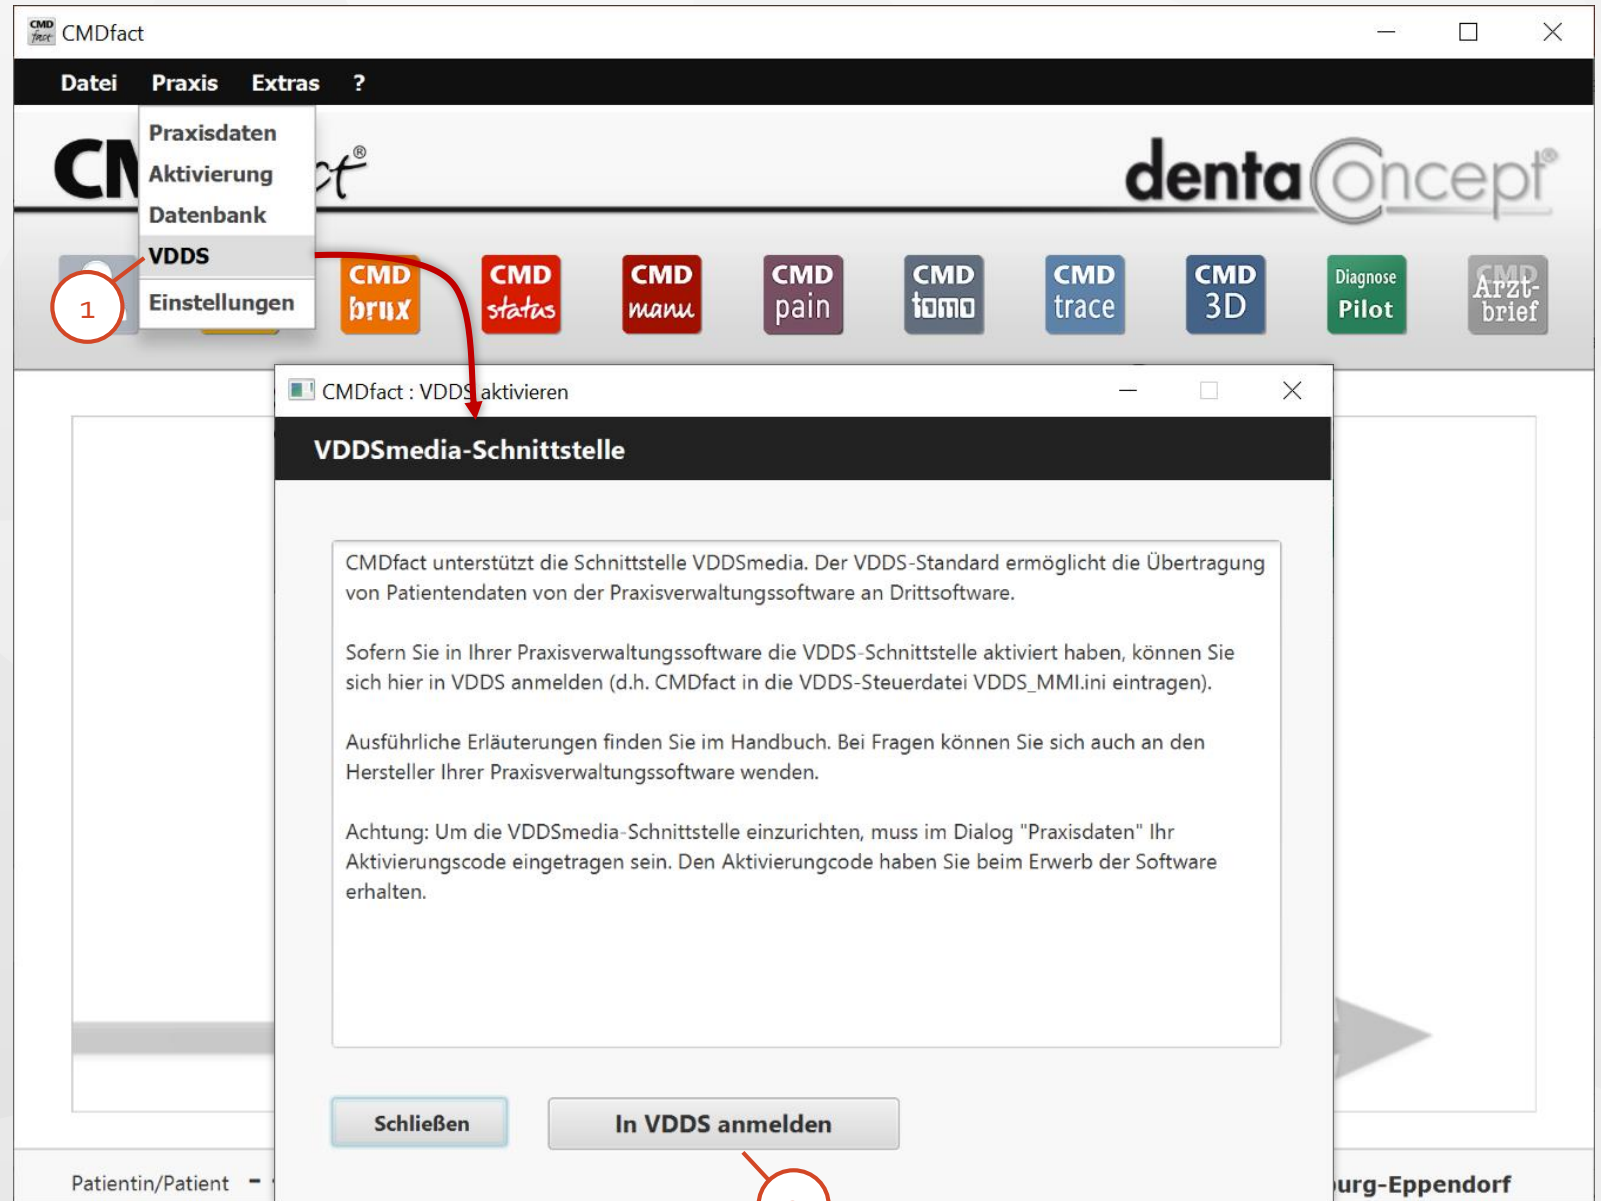 CMD
fact
CMDfact
Datei Praxis Extras ?
Praxisdaten
Aktivierung
Datenbank
VDDS
Einstellungen
1
dentaConcept®
CMD
brux
CMD
status
CMD
manu
CMD
pain
CMD
tomo
CMD
trace
CMD
3D
Diagnose
Pilot
CMD
Arzt-
brief
CMDfact : VDDS aktivieren
VDDSmedia-Schnittstelle
CMDfact unterstützt die Schnittstelle VDDSmedia. Der VDDS-Standard ermöglicht die Übertragung
von Patientendaten von der Praxisverwaltungssoftware an Drittsoftware.
Sofern Sie in Ihrer Praxisverwaltungssoftware die VDDS-Schnittstelle aktiviert haben, können Sie
sich hier in VDDS anmelden (d.h. CMDfact in die VDDS-Steuerdatei VDDS_MMI.ini eintragen).
Ausführliche Erläuterungen finden Sie im Handbuch. Bei Fragen können Sie sich auch an den
Hersteller Ihrer Praxisverwaltungssoftware wenden.
Achtung: Um die VDDSmedia-Schnittstelle einzurichten, muss im Dialog "Praxisdaten" Ihr
Aktivierungscode eingetragen sein. Den Aktivierungcode haben Sie beim Erwerb der Software
erhalten.
Schließen
In VDDS anmelden
Patientin/Patient -
urg-Eppendorf